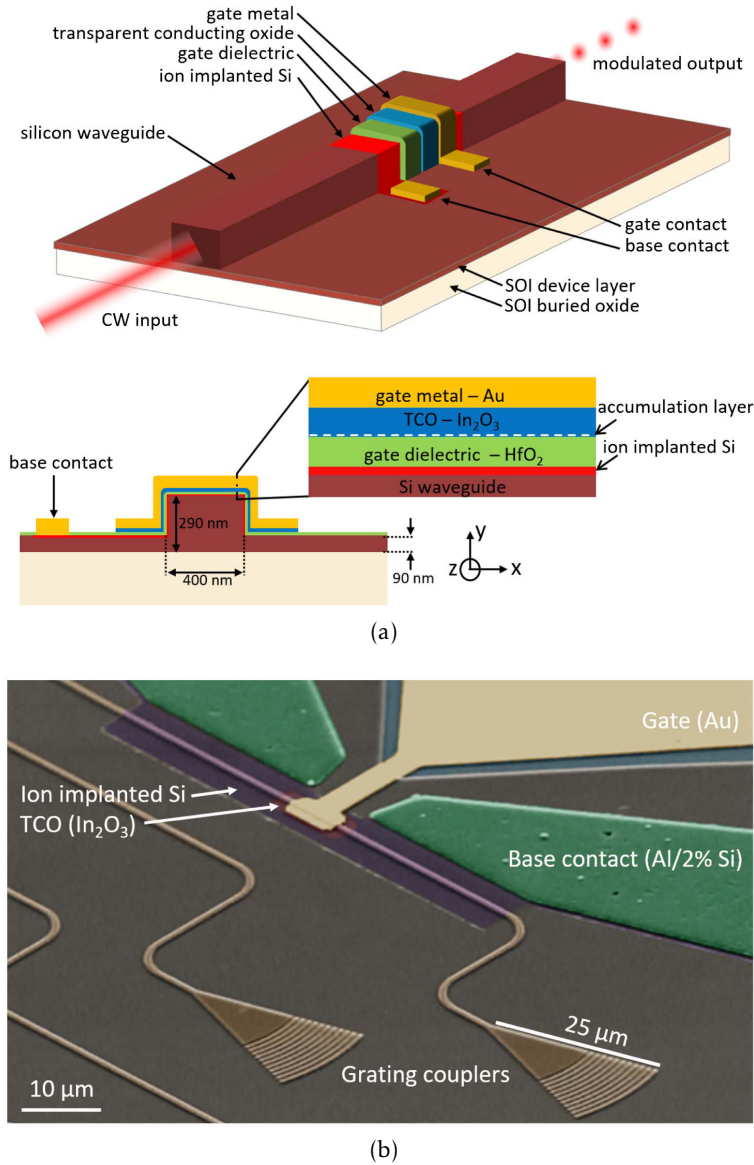 gate metal
transparent conducting oxide
gate dielectric
ion implanted Si
modulated output
silicon waveguide
gate contact
base contact
SOI device layer
SOI buried oxide
CW input
gate metal – Au
TCO – In₂O₃
accumulation layer
gate dielectric – HfO₂
ion implanted Si
Si waveguide
base contact
290 nm
400 nm
90 nm
y
z
x
(a)
Gate (Au)
Ion implanted Si
TCO (In₂O₃)
Base contact (Al/2% Si)
25 μm
Grating couplers
10 μm
(b)